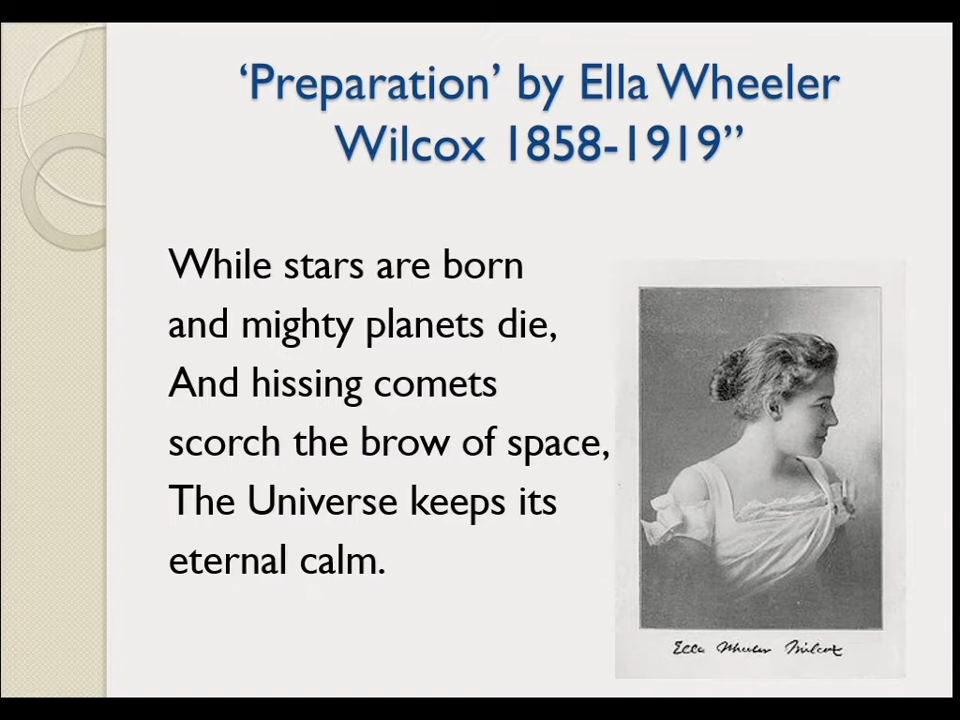 ‘Preparation’ by Ella Wheeler
Wilcox 1858-1919”
While stars are born
and mighty planets die,
And hissing comets
scorch the brow of space,
The Universe keeps its
eternal calm.
Ella Wheeler Wilcox